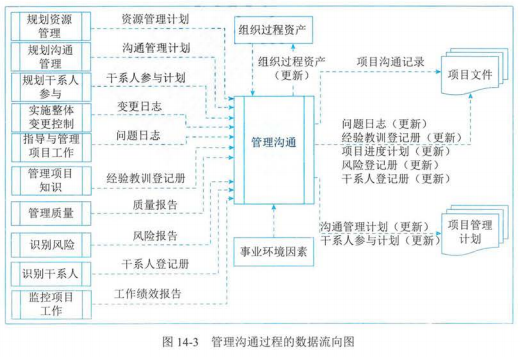 规划资源
管理
资源管理计划
规划沟通
管理
沟通管理计划
规划干系人
参与
干系人参与计划
实施整体
变更控制
变更日志
指导与管理
项目工作
问题日志
管理项目
知识
经验教训登记册
管理质量
质量报告
识别风险
风险报告
识别干系人
干系人登记册
监控项目
工作
工作绩效报告
组织过程资产
组织过程资产
（更新）
管理沟通
事业环境因素
项目沟通记录
项目文件
问题日志（更新）
经验教训登记册（更新）
项目进度计划（更新）
风险登记册（更新）
干系人登记册（更新）
沟通管理计划（更新）
干系人参与计划（更新）
项目管理
计划
图 14-3 管理沟通过程的数据流向图